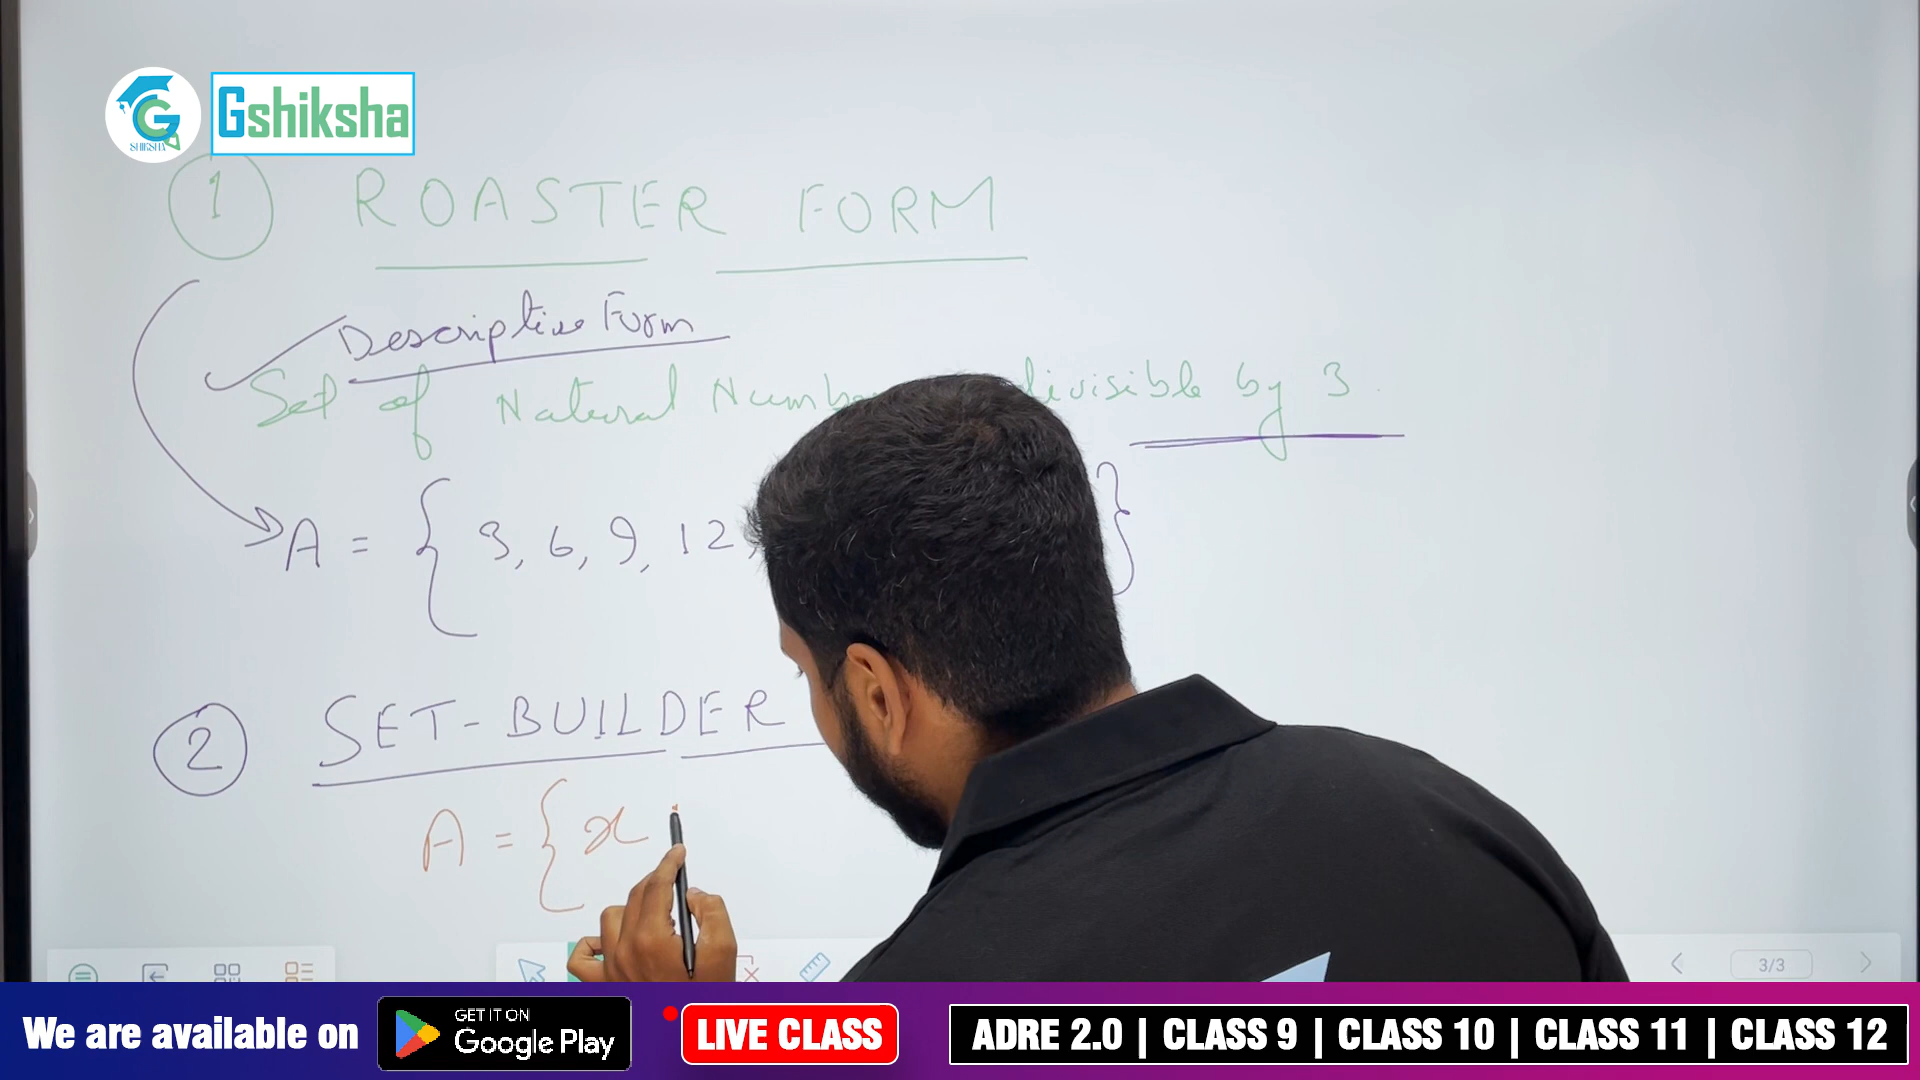 G
SHIKSHA
Gshiksha
1 ROASTER FORM
Descriptive Form
Set of Natural Numb divisible by 3.
A = { 3, 6, 9, 12, }
2 SET-BUILDER
A = { x
3/3
We are available on
GET IT ON
Google Play
LIVE CLASS
ADRE 2.0 | CLASS 9 | CLASS 10 | CLASS 11 | CLASS 12